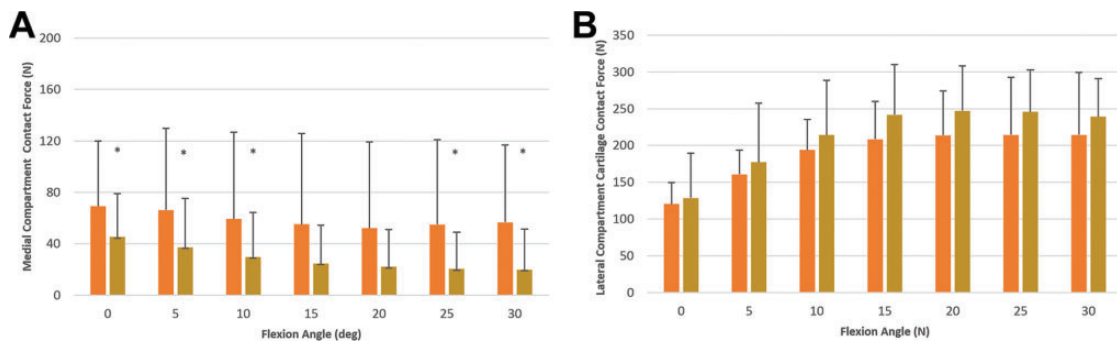 A
Medial Compartment Contact Force (N)
200
160
120
80
40
0
* * * * *
0 5 10 15 20 25 30
Flexion Angle (deg)
B
Lateral Compartment Cartilage Contact Force (N)
350
300
250
200
150
100
50
0
0 5 10 15 20 25 30
Flexion Angle (N)